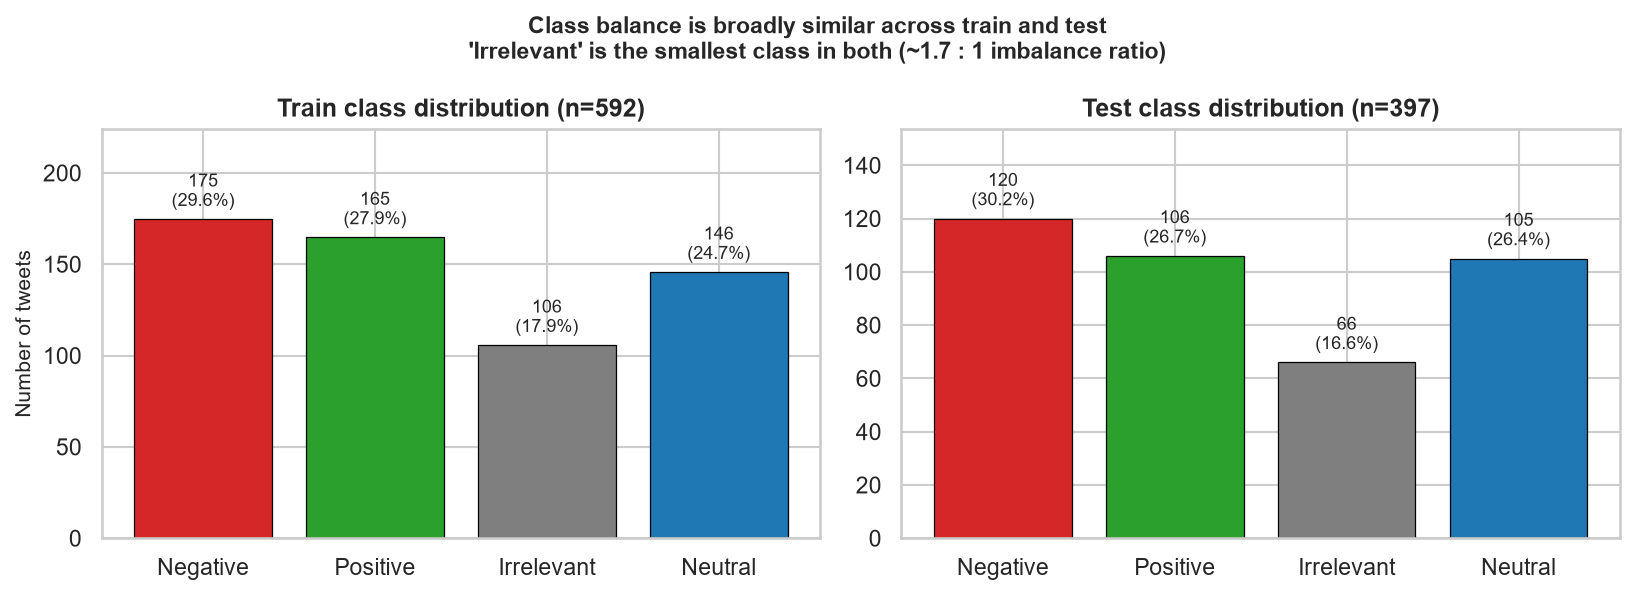 Class balance is broadly similar across train and test
'Irrelevant' is the smallest class in both (~1.7 : 1 imbalance ratio)
Train class distribution (n=592)
Number of tweets
200
150
100
50
0
175
(29.6%)
165
(27.9%)
106
(17.9%)
146
(24.7%)
Negative
Positive
Irrelevant
Neutral
Test class distribution (n=397)
140
120
100
80
60
40
20
0
120
(30.2%)
106
(26.7%)
66
(16.6%)
105
(26.4%)
Negative
Positive
Irrelevant
Neutral